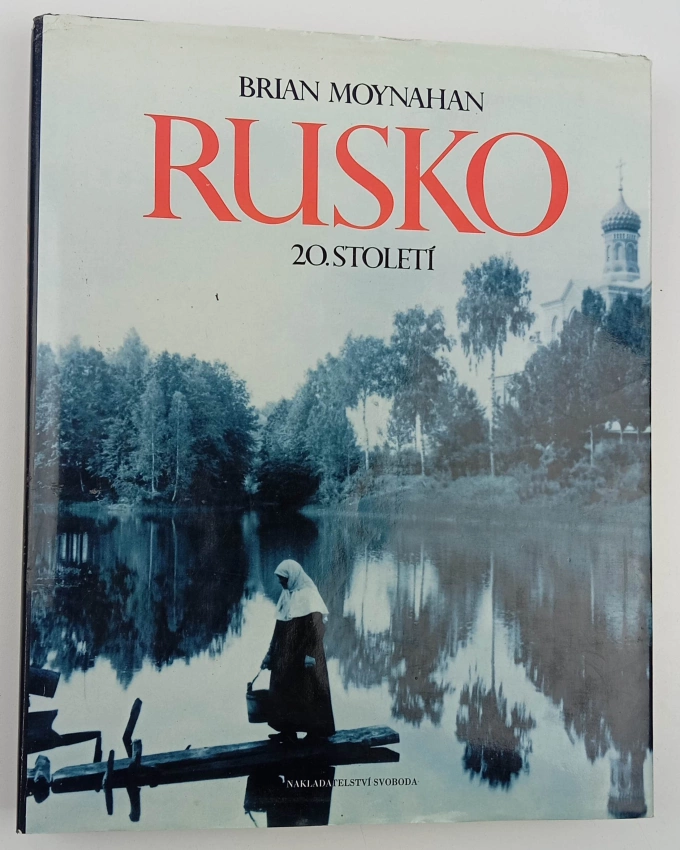 BRIAN MOYNAHAN
RUSKO
20. STOLETÍ
NAKLADATELSTVÍ SVOBODA